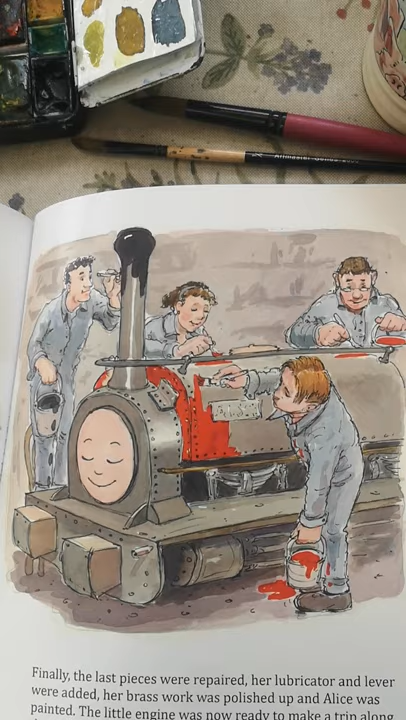 Finally, the last pieces were repaired, her lubricator and lever
were added, her brass work was polished up and Alice was
painted. The little engine was now ready to make a trip along